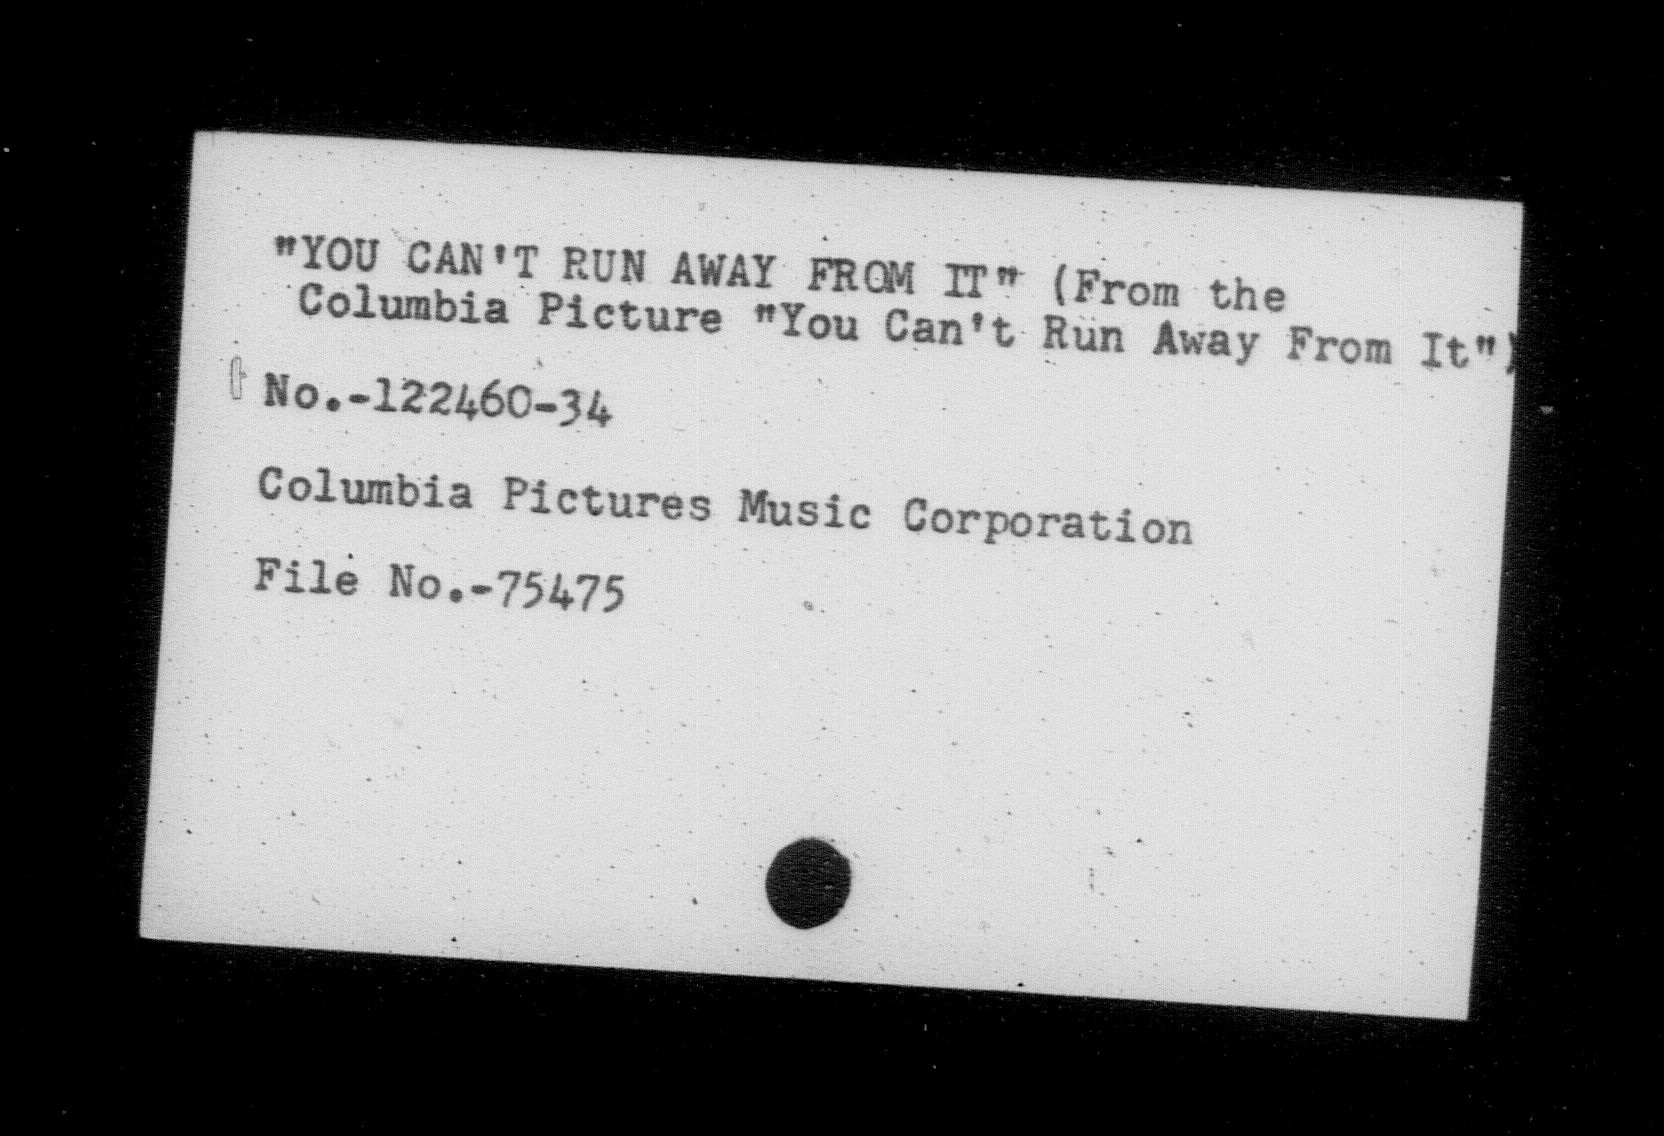 "YOU CAN'T RUN AWAY FROM IT" (From the
Columbia Picture "You Can't Run Away From It")
No.-122460-34
Columbia Pictures Music Corporation
File No.-75475